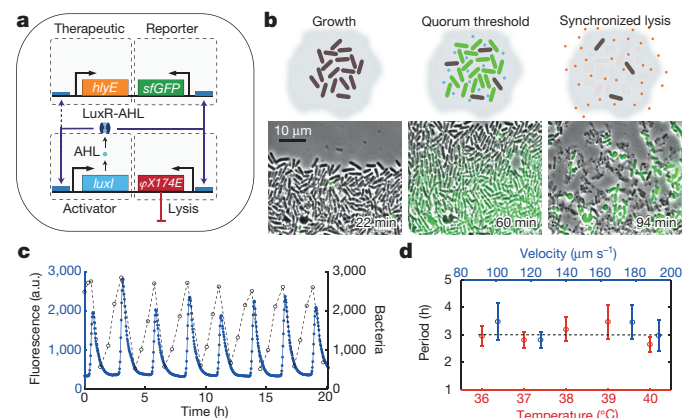 a
Therapeutic
Reporter
hlyE
sfGFP
LuxR-AHL
AHL
luxI
φX174E
Activator
Lysis
b
Growth
Quorum threshold
Synchronized lysis
10 μm
22 min
60 min
94 min
c
Fluorescence (a.u.)
3,000
2,000
1,000
0
3,000
2,000
1,000
0
Bacteria
0
5
10
15
20
Time (h)
d
Velocity (μm s⁻¹)
80
100
120
140
160
180
200
Period (h)
5
4
3
2
1
36
37
38
39
40
Temperature (°C)